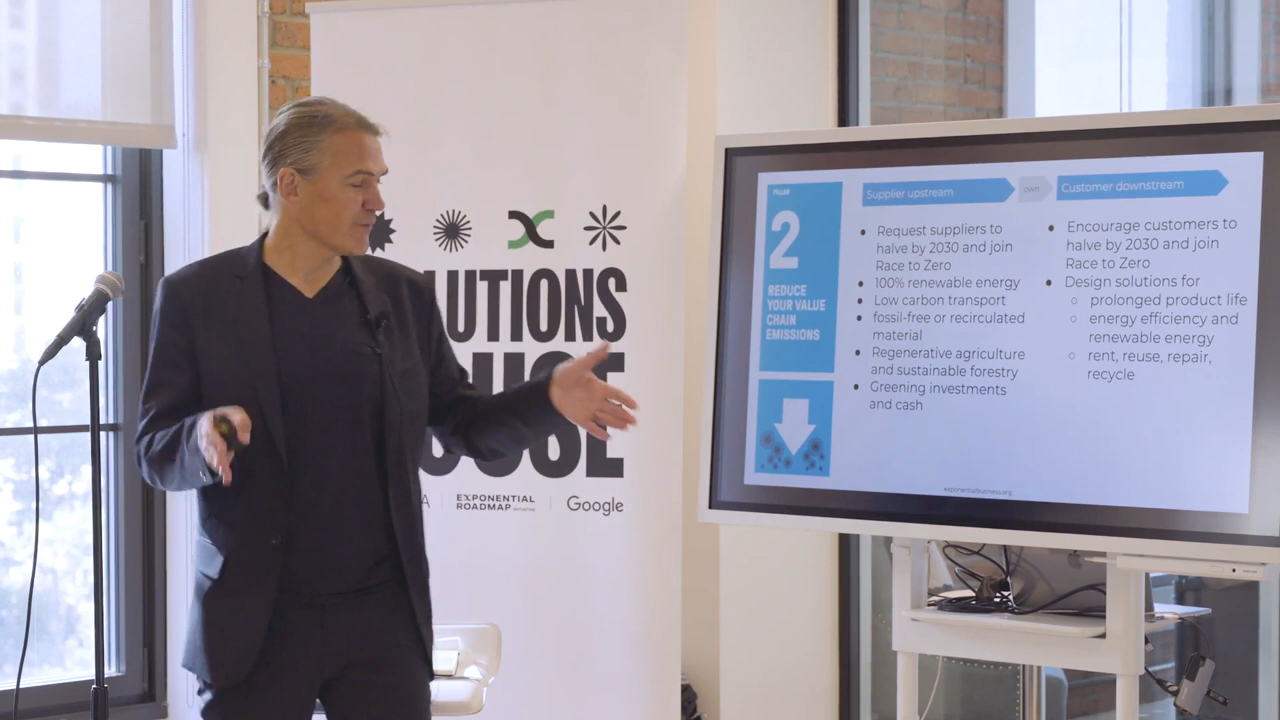 UTIONS
USE
OUSE
A
EXPONENTIAL
ROADMAP
Google
PILLAR
2
REDUCE
YOUR VALUE
CHAIN
EMISSIONS
Supplier upstream
own
Customer downstream
Request suppliers to
halve by 2030 and join
Race to Zero
100% renewable energy
Low carbon transport
fossil-free or recirculated
material
Regenerative agriculture
and sustainable forestry
Greening investments
and cash
Encourage customers to
halve by 2030 and join
Race to Zero
Design solutions for
prolonged product life
energy efficiency and
renewable energy
rent, reuse, repair,
recycle
exponentialbusiness.org